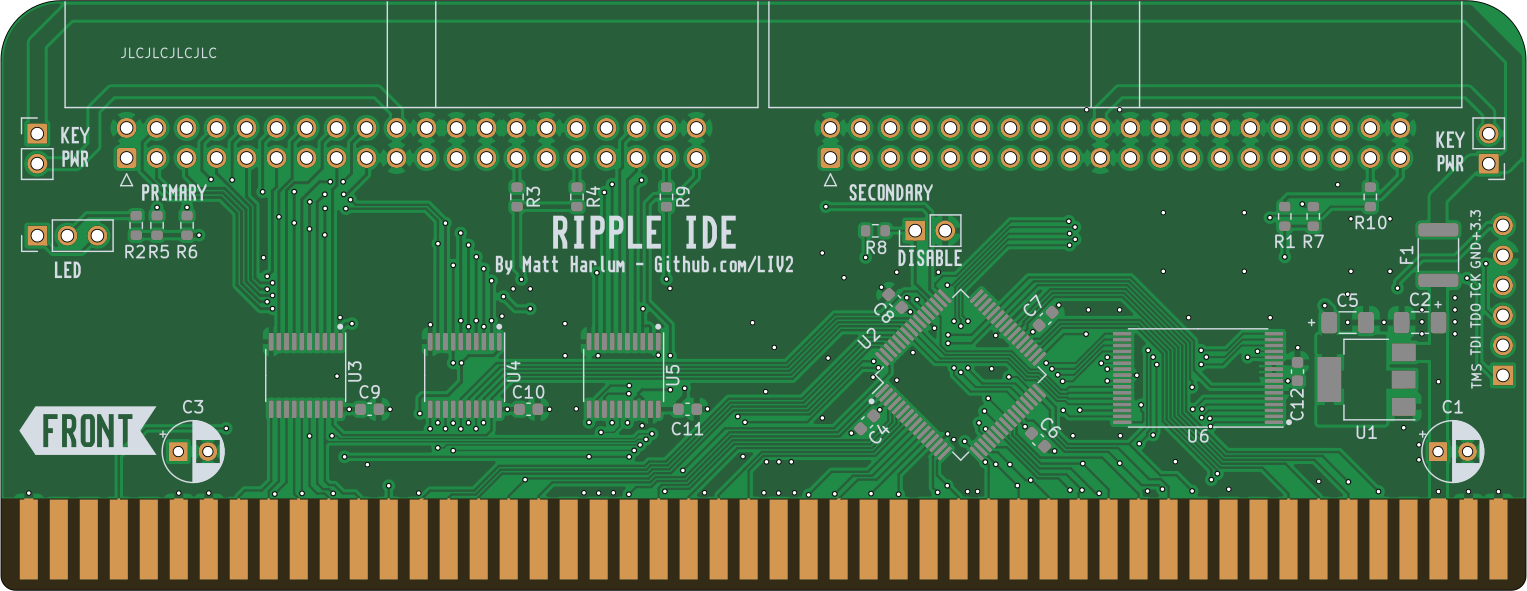 JLCJLCJLCJLC
KEY
PWR
KEY
PWR
PRIMARY
SECONDARY
R3
R4
R9
R10
R2 R5 R6
LED
RIPPLE IDE
By Matt Harlum - Github.com/LIV2
R8
DISABLE
R1 R7
F1
TMS TDI TDO TCK GND +3.3
C8
C7
U2
C5
+
C2
+
U3
U4
U5
C9
C10
C11
C4
C6
U6
C12
U1
FRONT
C3
+
C1
+